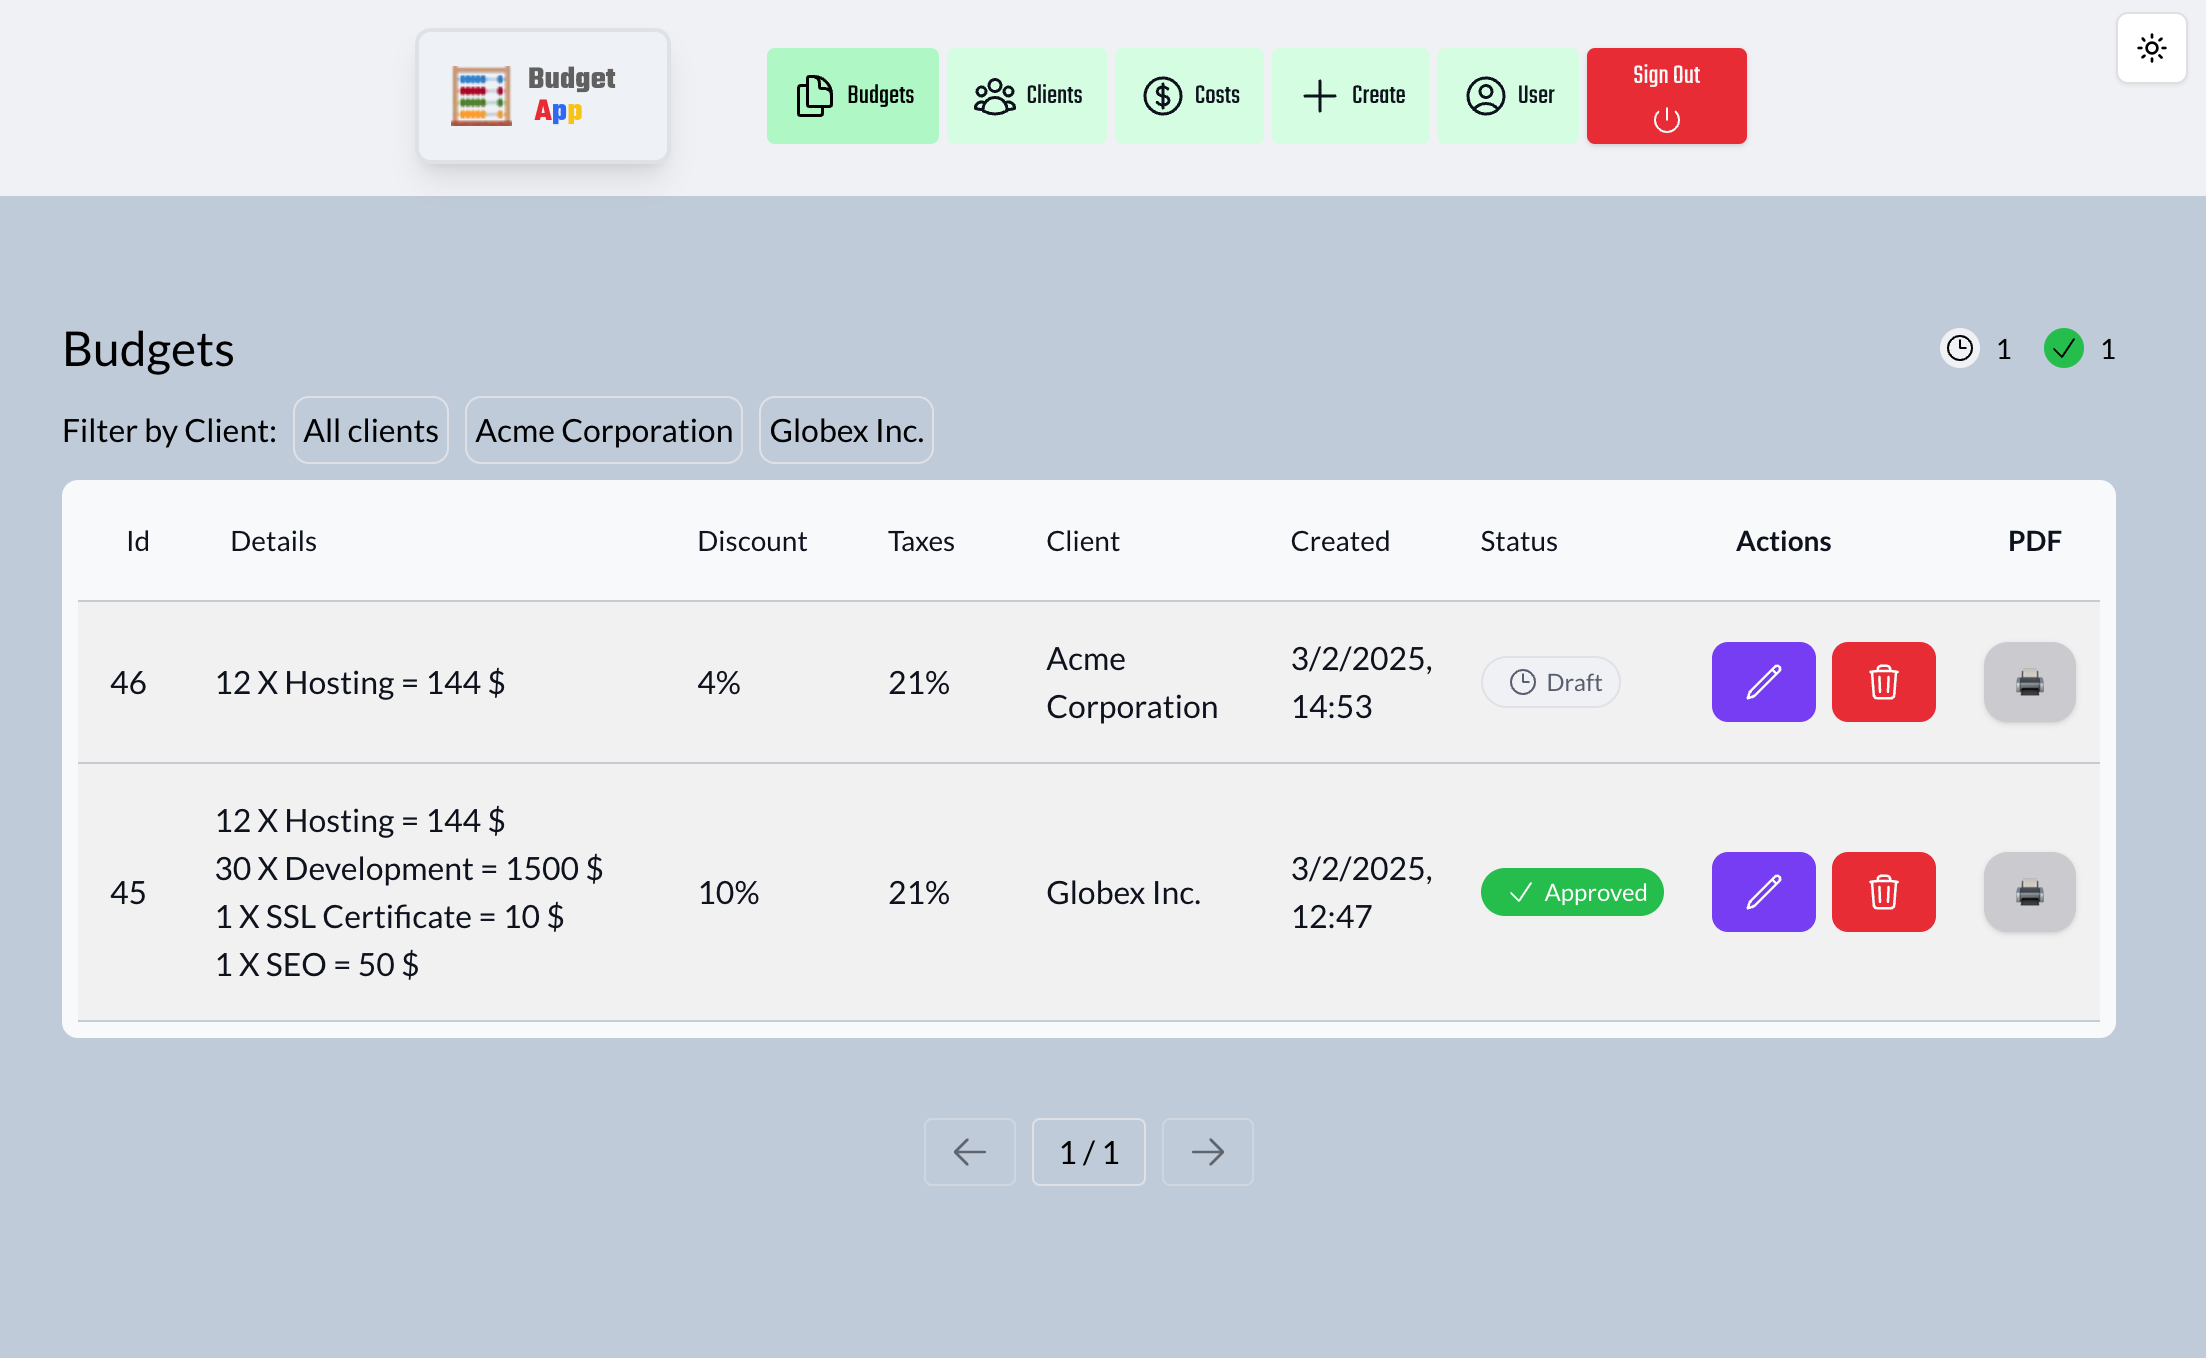 Budget
App
Budgets
Clients
Costs
Create
User
Sign Out
Budgets
1
1
Filter by Client:
All clients
Acme Corporation
Globex Inc.
Id
Details
Discount
Taxes
Client
Created
Status
Actions
PDF
46
12 X Hosting = 144 $
4%
21%
Acme
Corporation
3/2/2025,
14:53
Draft
45
12 X Hosting = 144 $
30 X Development = 1500 $
1 X SSL Certificate = 10 $
1 X SEO = 50 $
10%
21%
Globex Inc.
3/2/2025,
12:47
Approved
1 / 1